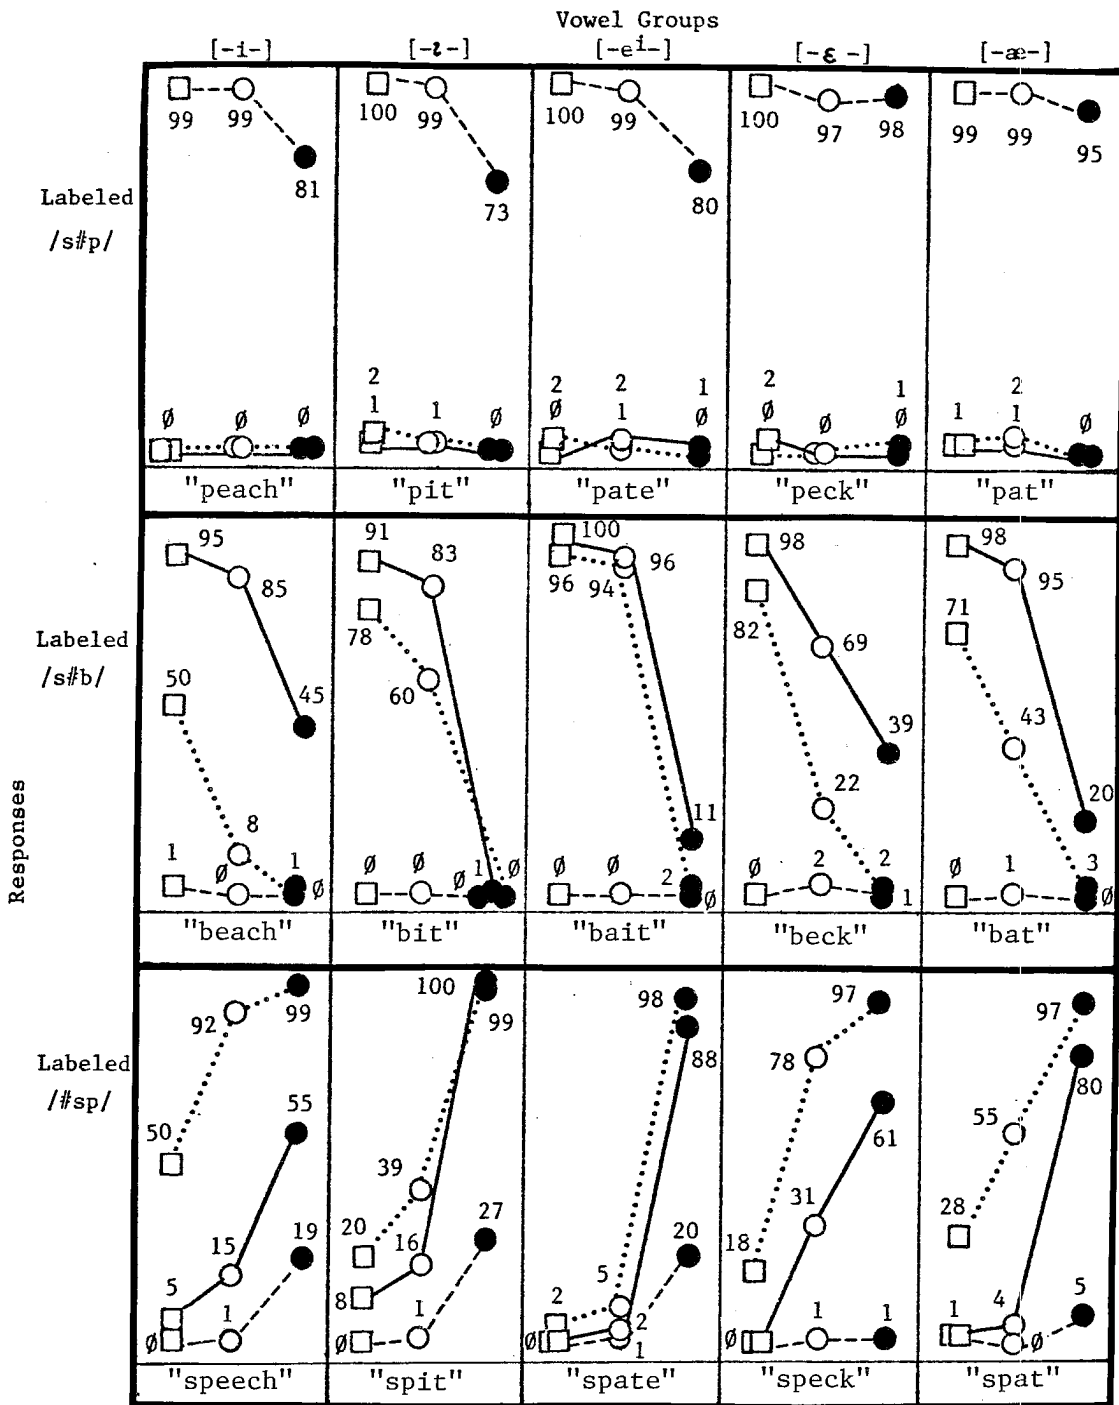 Vowel Groups
[-i-] [-ɩ-] [-eⁱ-] [-ɛ-] [-æ-]
99 99 81 100 99 73 100 99 80 100 97 98 99 99 95
Labeled
/s#p/
2 2 2 1 2 1 2
Ø Ø Ø 1 1 Ø Ø 1 Ø Ø Ø Ø 1 1 Ø
"peach" "pit" "pate" "peck" "pat"
95 85 91 83 100 96 98 69 98 95
Labeled
/s#b/
50 45 78 60 96 94 82 39 71 43
8 22 11 20
1 Ø 1 Ø Ø Ø Ø 1 Ø Ø Ø 2 Ø Ø 2 2 1 Ø 1 3 Ø
Responses
"beach" "bit" "bait" "beck" "bat"
92 99 100 99 98 88 97 78 97 80
Labeled
/#sp/
50 55 39 61 55
15 19 20 16 27 20 18 31 28
5 1 8 1 2 5 2 1 1 1 4 5
Ø Ø Ø Ø 1 Ø
"speech" "spit" "spate" "speck" "spat"